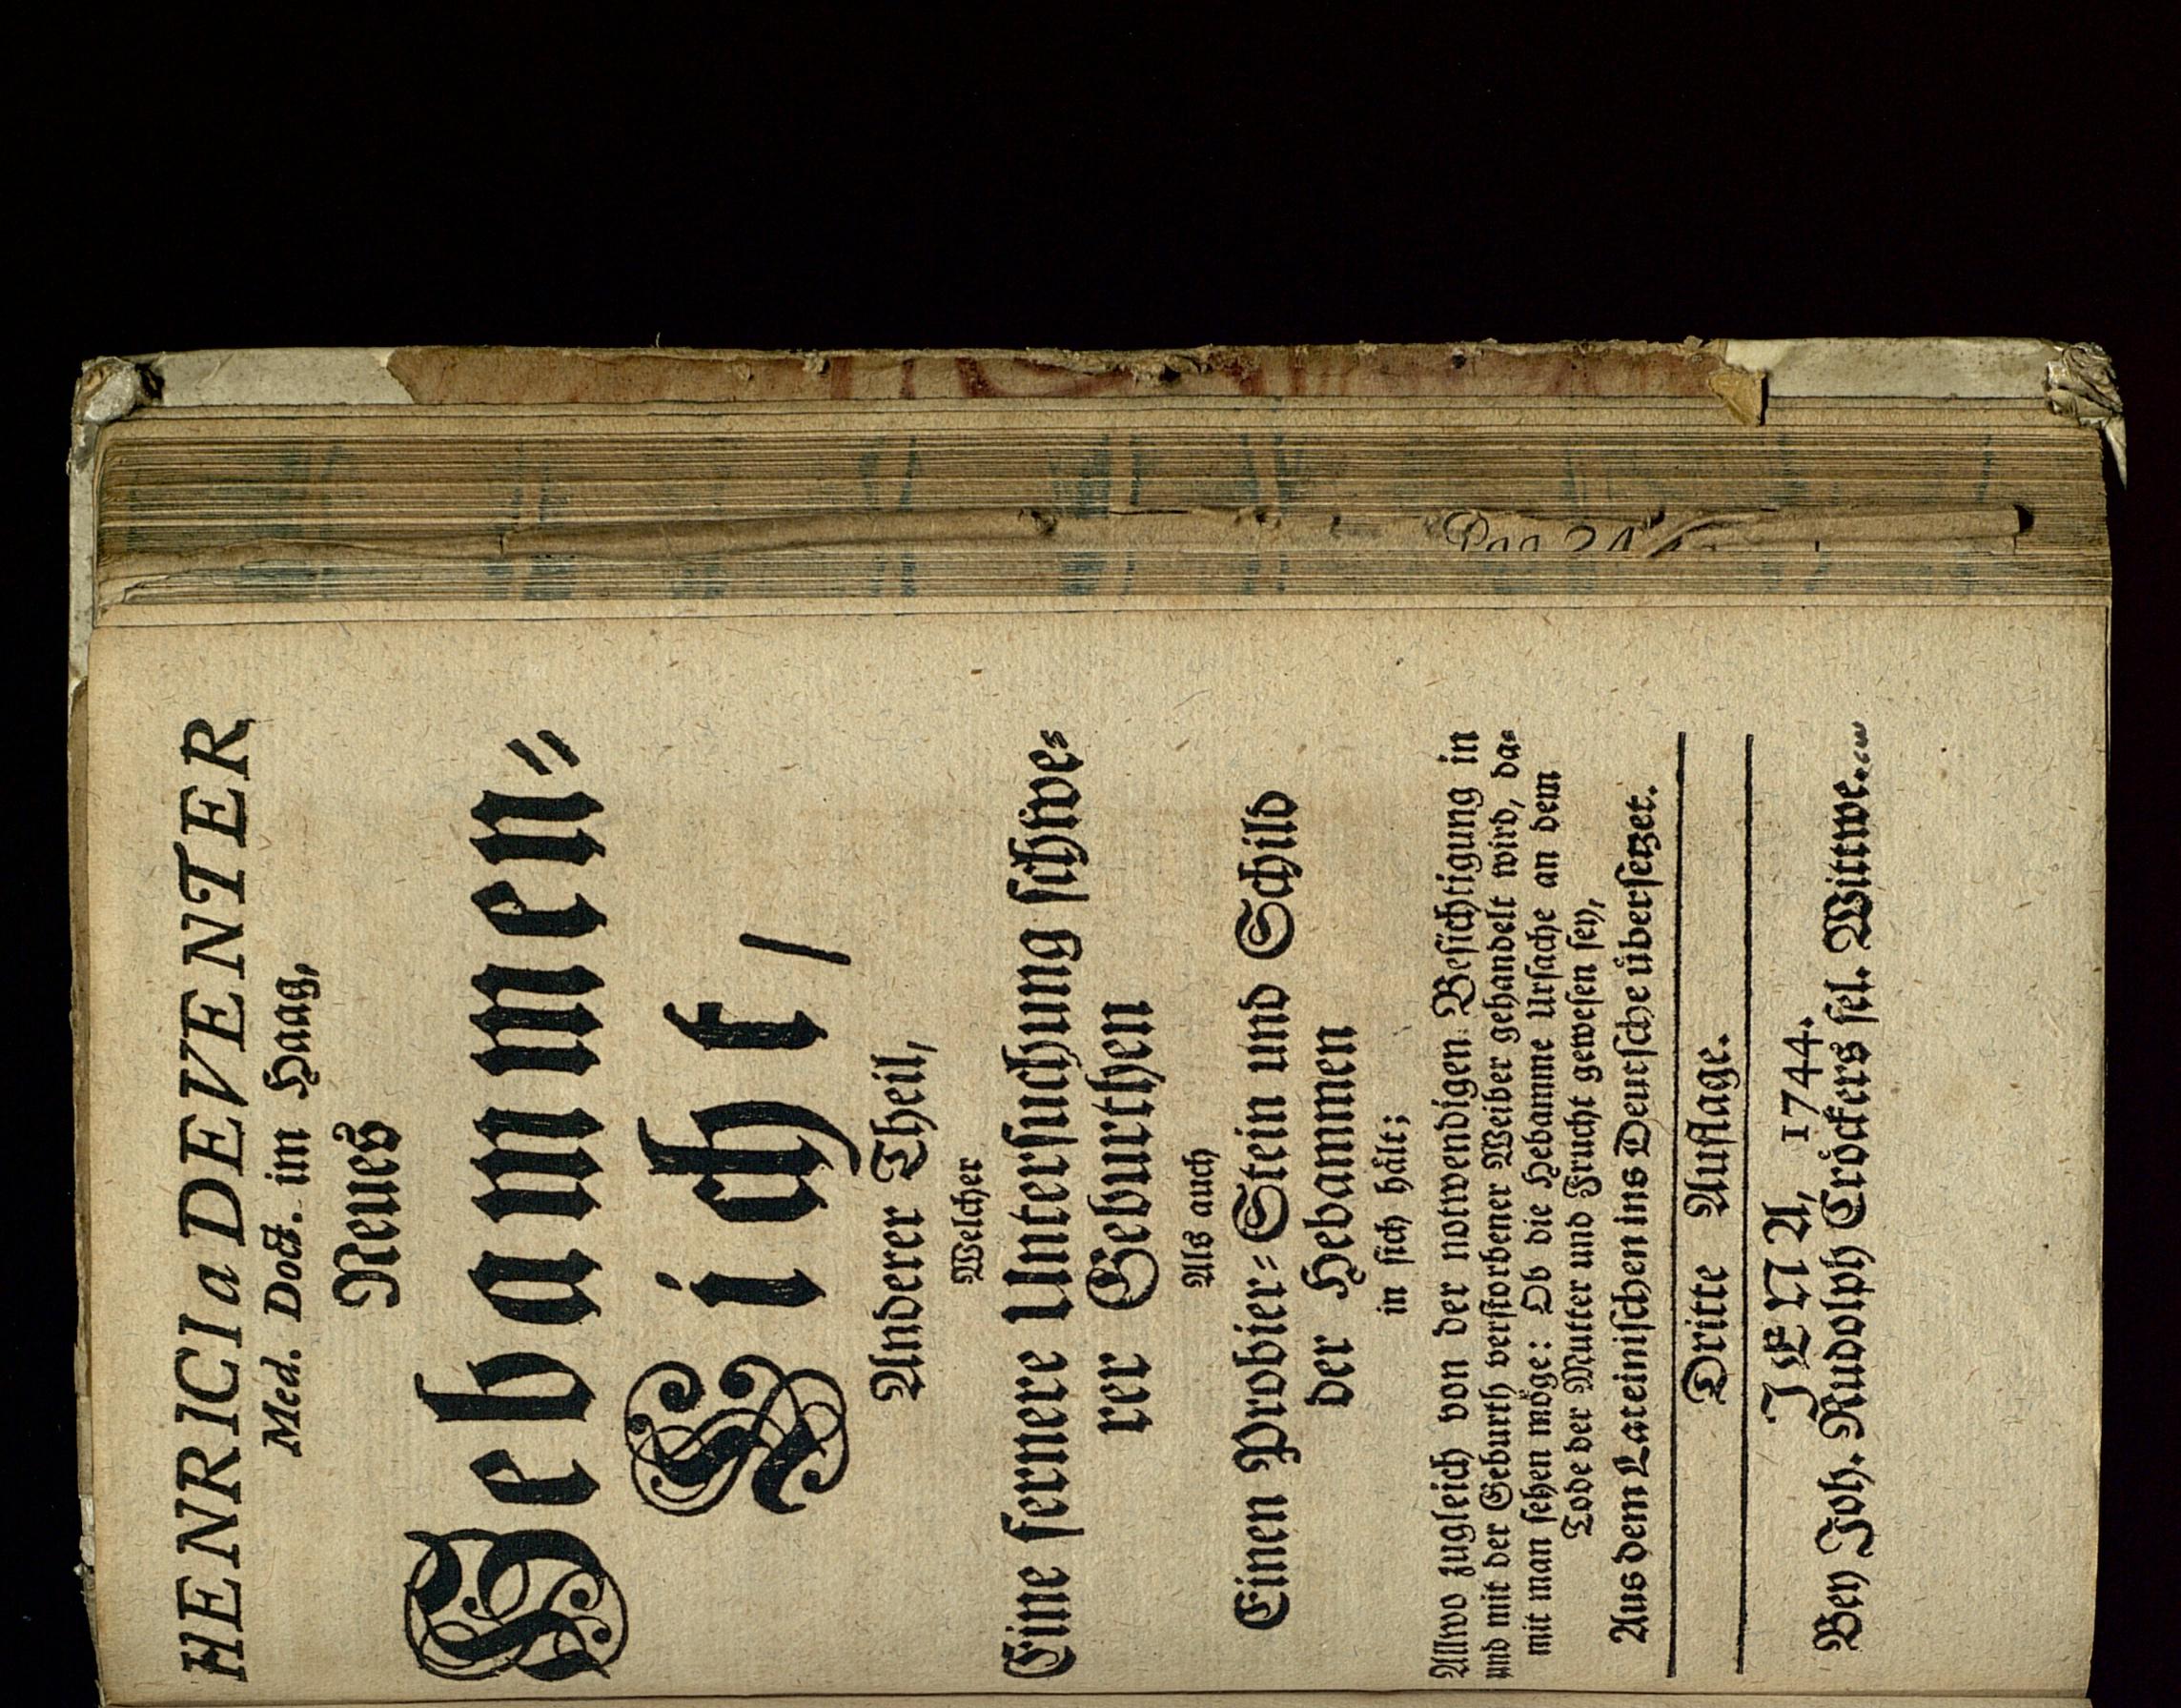 HENRICI a DEVENTER
Med. Doct. im Haag,
Neues
Hebammen⸗
Licht /
Anderer Theil,
Welcher
Eine fernere Untersuchung schwe⸗
rer Geburthen
Als auch
Einen Probier⸗Stein und Schild
der Hebammen
in sich hält;
Allwo zugleich von der notwendigen Besichtigung in
und mit der Geburth verstorbener Weiber gehandelt wird, da⸗
mit man sehen möge: Ob die Hebamme Ursache an dem
Tode der Mutter und Frucht gewesen sey,
Aus dem Lateinischen ins Deutsche übersetzet.
Dritte Auflage.
JENA, 1744.
Bey Joh. Rudolph Cröckers sel. Wittwe.